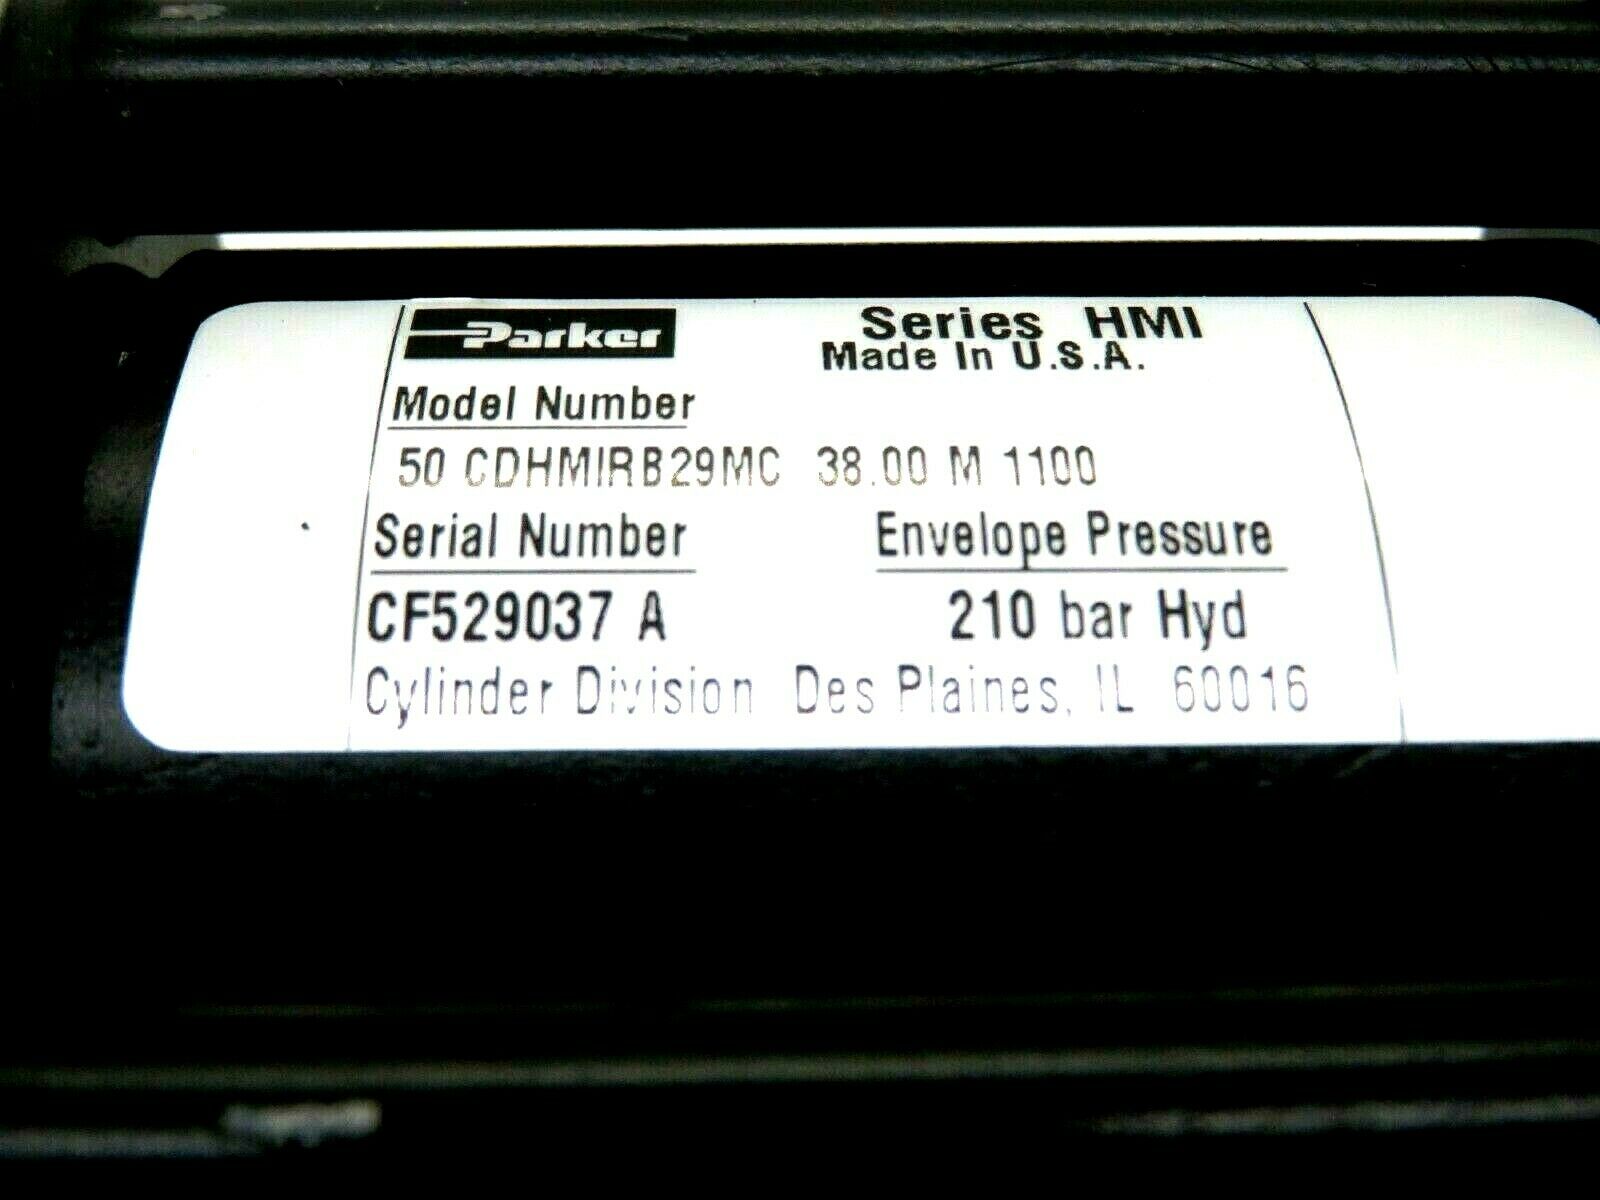 Parker
Series HMI
Made In U.S.A.
Model Number
50 CDHMIRB29MC 38.00 M 1100
Serial Number Envelope Pressure
CF529037 A 210 bar Hyd
Cylinder Division Des Plaines, IL 60016